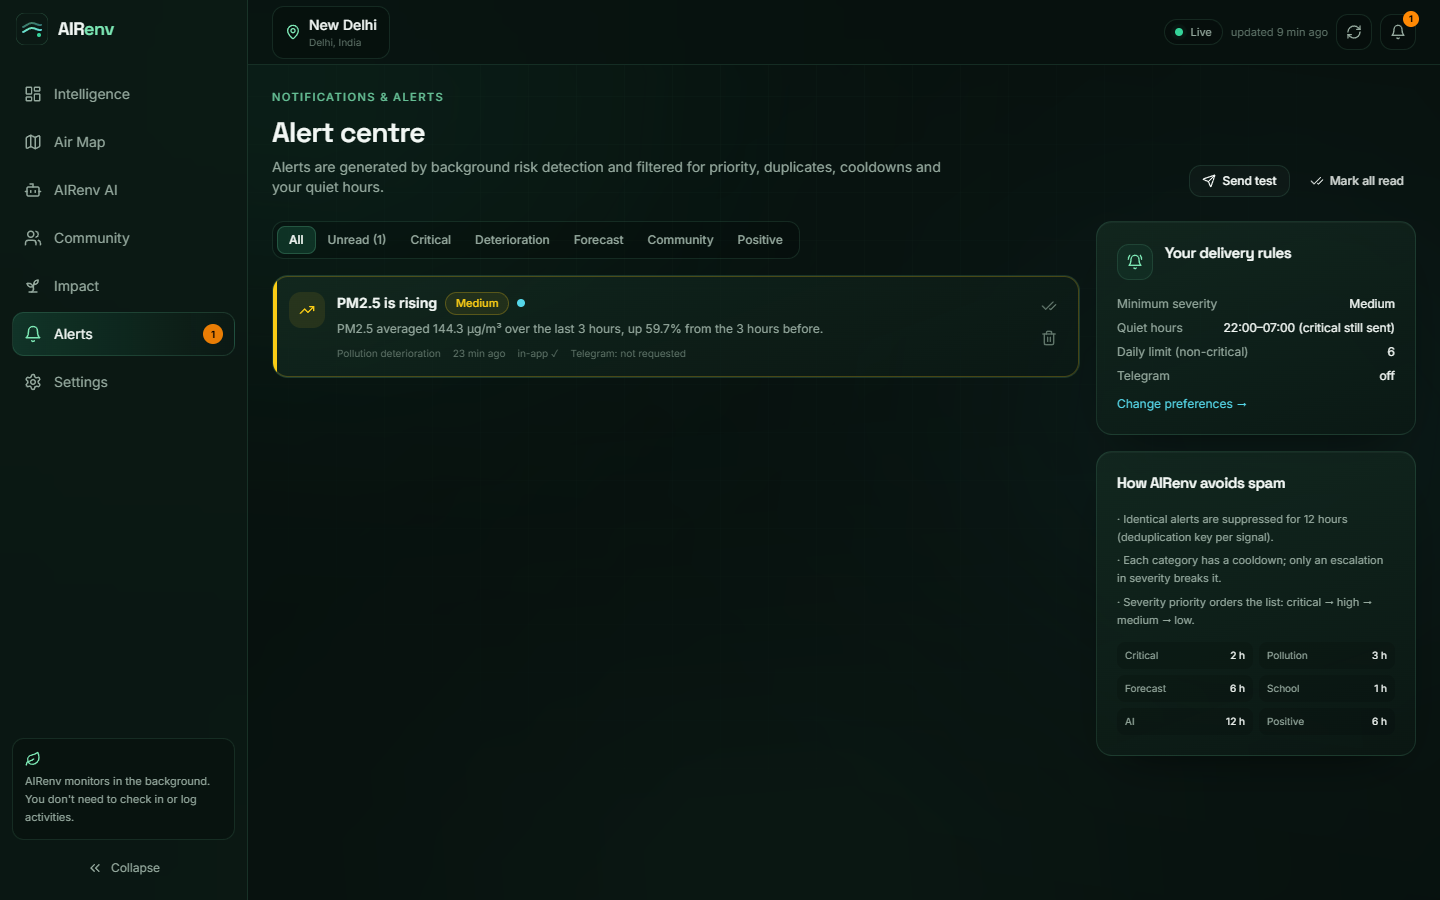 AIRenv
Intelligence
Air Map
AIRenv AI
Community
Impact
Alerts
1
Settings
AIRenv monitors in the background.
You don't need to check in or log
activities.
Collapse
New Delhi
Delhi, India
Live
updated 9 min ago
1
NOTIFICATIONS & ALERTS
Alert centre
Alerts are generated by background risk detection and filtered for priority, duplicates, cooldowns and
your quiet hours.
Send test
Mark all read
All
Unread (1)
Critical
Deterioration
Forecast
Community
Positive
PM2.5 is rising
Medium
PM2.5 averaged 144.3 µg/m³ over the last 3 hours, up 59.7% from the 3 hours before.
Pollution deterioration
23 min ago
in-app ✓
Telegram: not requested
Your delivery rules
Minimum severity Medium
Quiet hours 22:00–07:00 (critical still sent)
Daily limit (non-critical) 6
Telegram off
Change preferences →
How AIRenv avoids spam
· Identical alerts are suppressed for 12 hours
(deduplication key per signal).
· Each category has a cooldown; only an escalation
in severity breaks it.
· Severity priority orders the list: critical → high →
medium → low.
Critical 2 h
Pollution 3 h
Forecast 6 h
School 1 h
AI 12 h
Positive 6 h